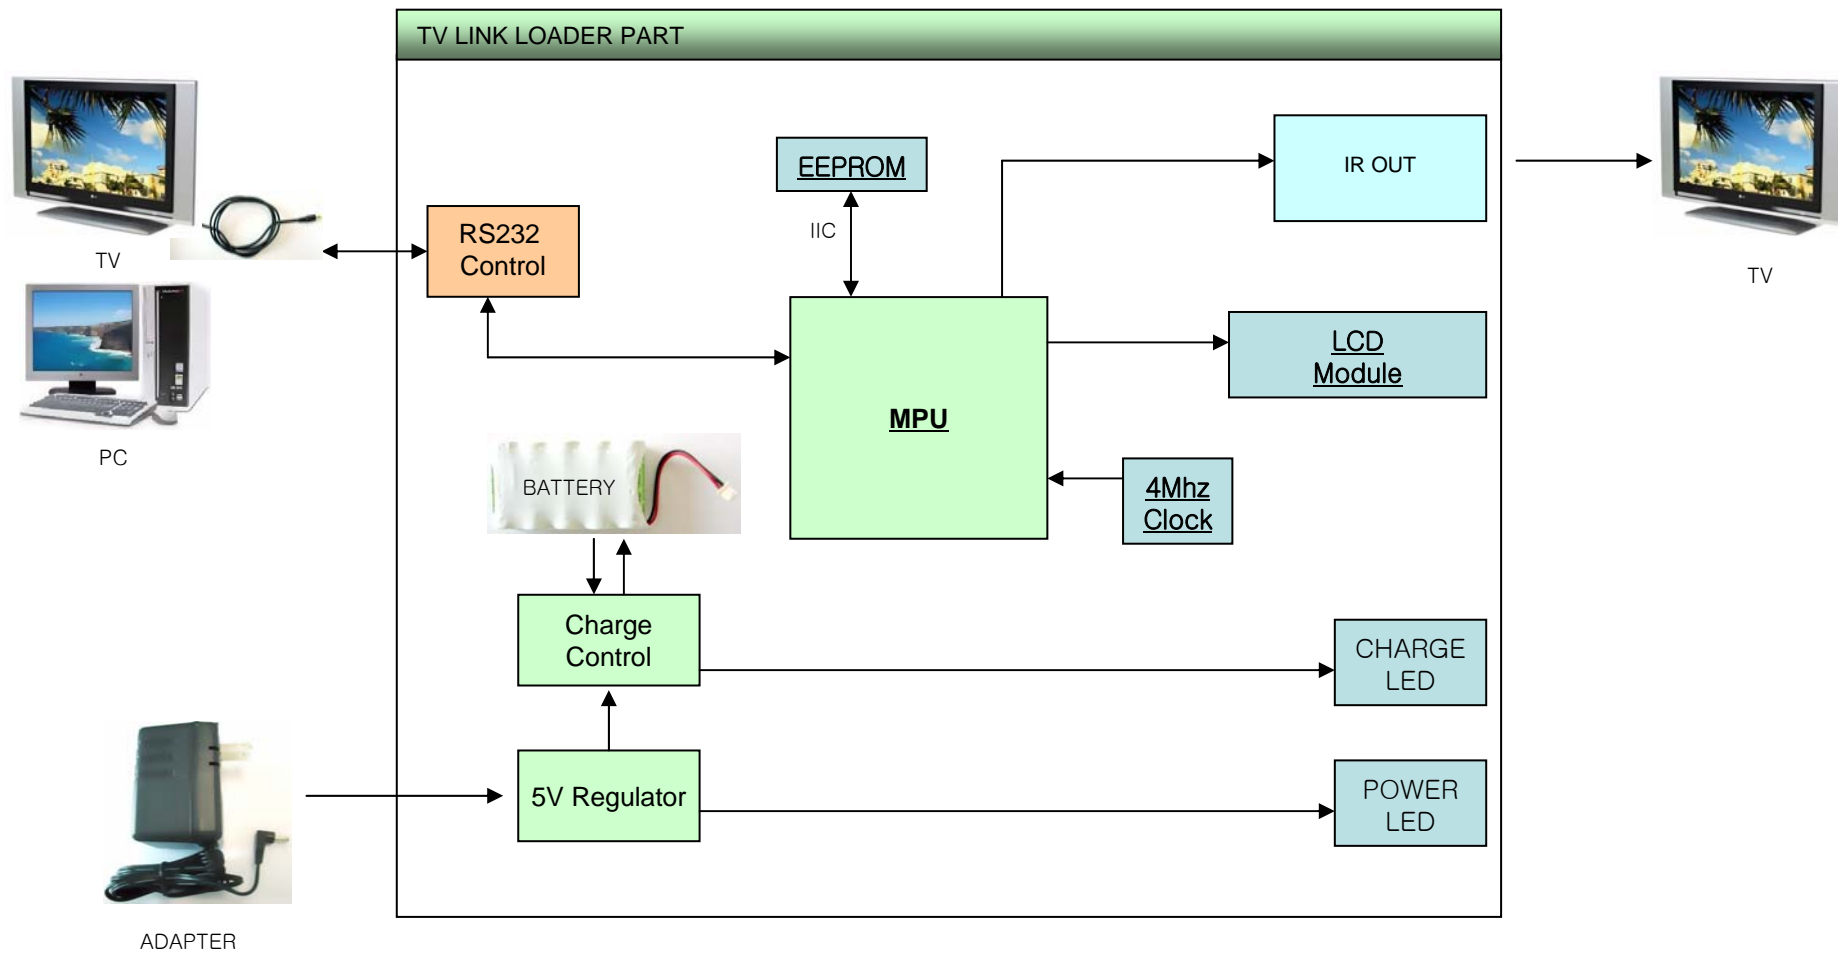 TV LINK LOADER PART
EEPROM
IR OUT
IIC
RS232
Control
TV
TV
LCD
Module
MPU
PC
BATTERY
4Mhz
Clock
Charge
Control
CHARGE
LED
5V Regulator
POWER
LED
ADAPTER